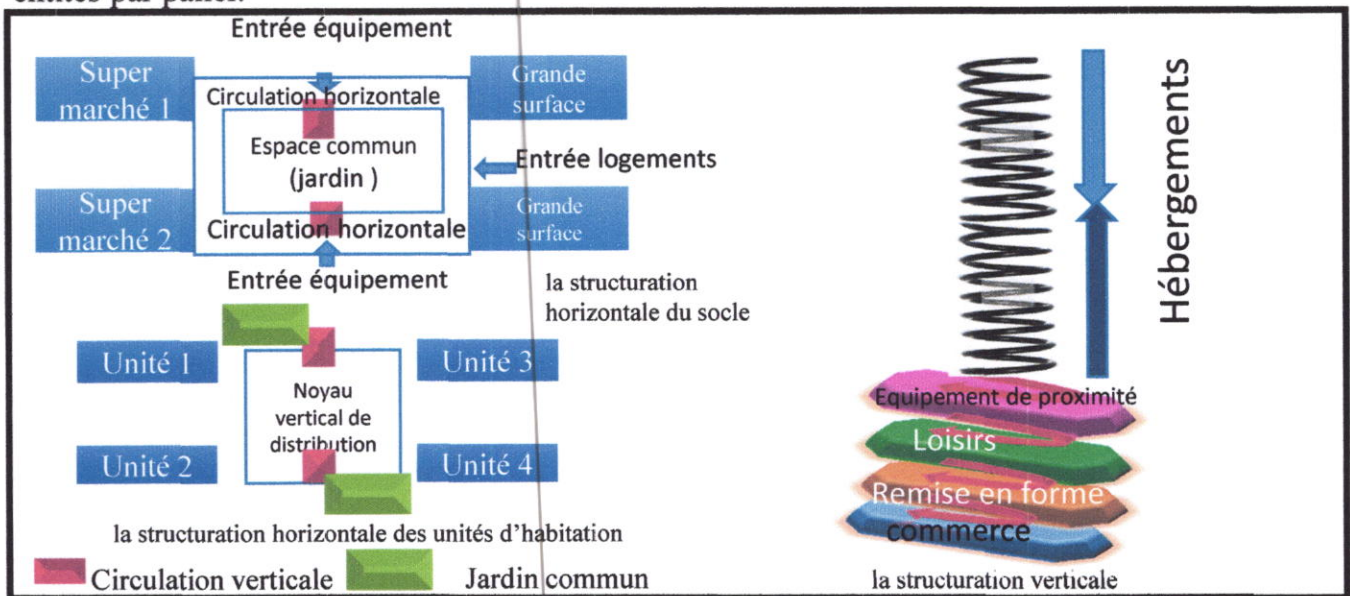 entités par palier.
Entrée équipement
Super
marché 1
Grande
surface
Circulation horizontale
Espace commun
(jardin )
Entrée logements
Super
marché 2
Grande
surface
Circulation horizontale
Entrée équipement
la structuration
horizontale du socle
Unité 1
Unité 3
Noyau
vertical de
distribution
Unité 2
Unité 4
la structuration horizontale des unités d'habitation
Circulation verticale
Jardin commun
Hébergements
Equipement de proximité
Loisirs
Remise en forme
commerce
la structuration verticale